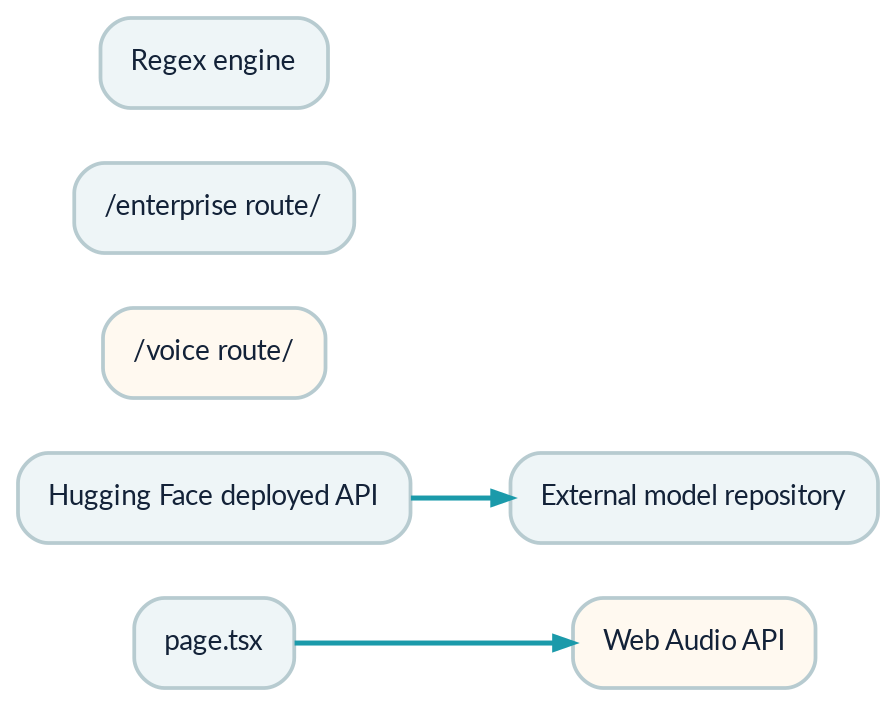 Regex engine
/enterprise route/
/voice route/
Hugging Face deployed API
External model repository
page.tsx
Web Audio API